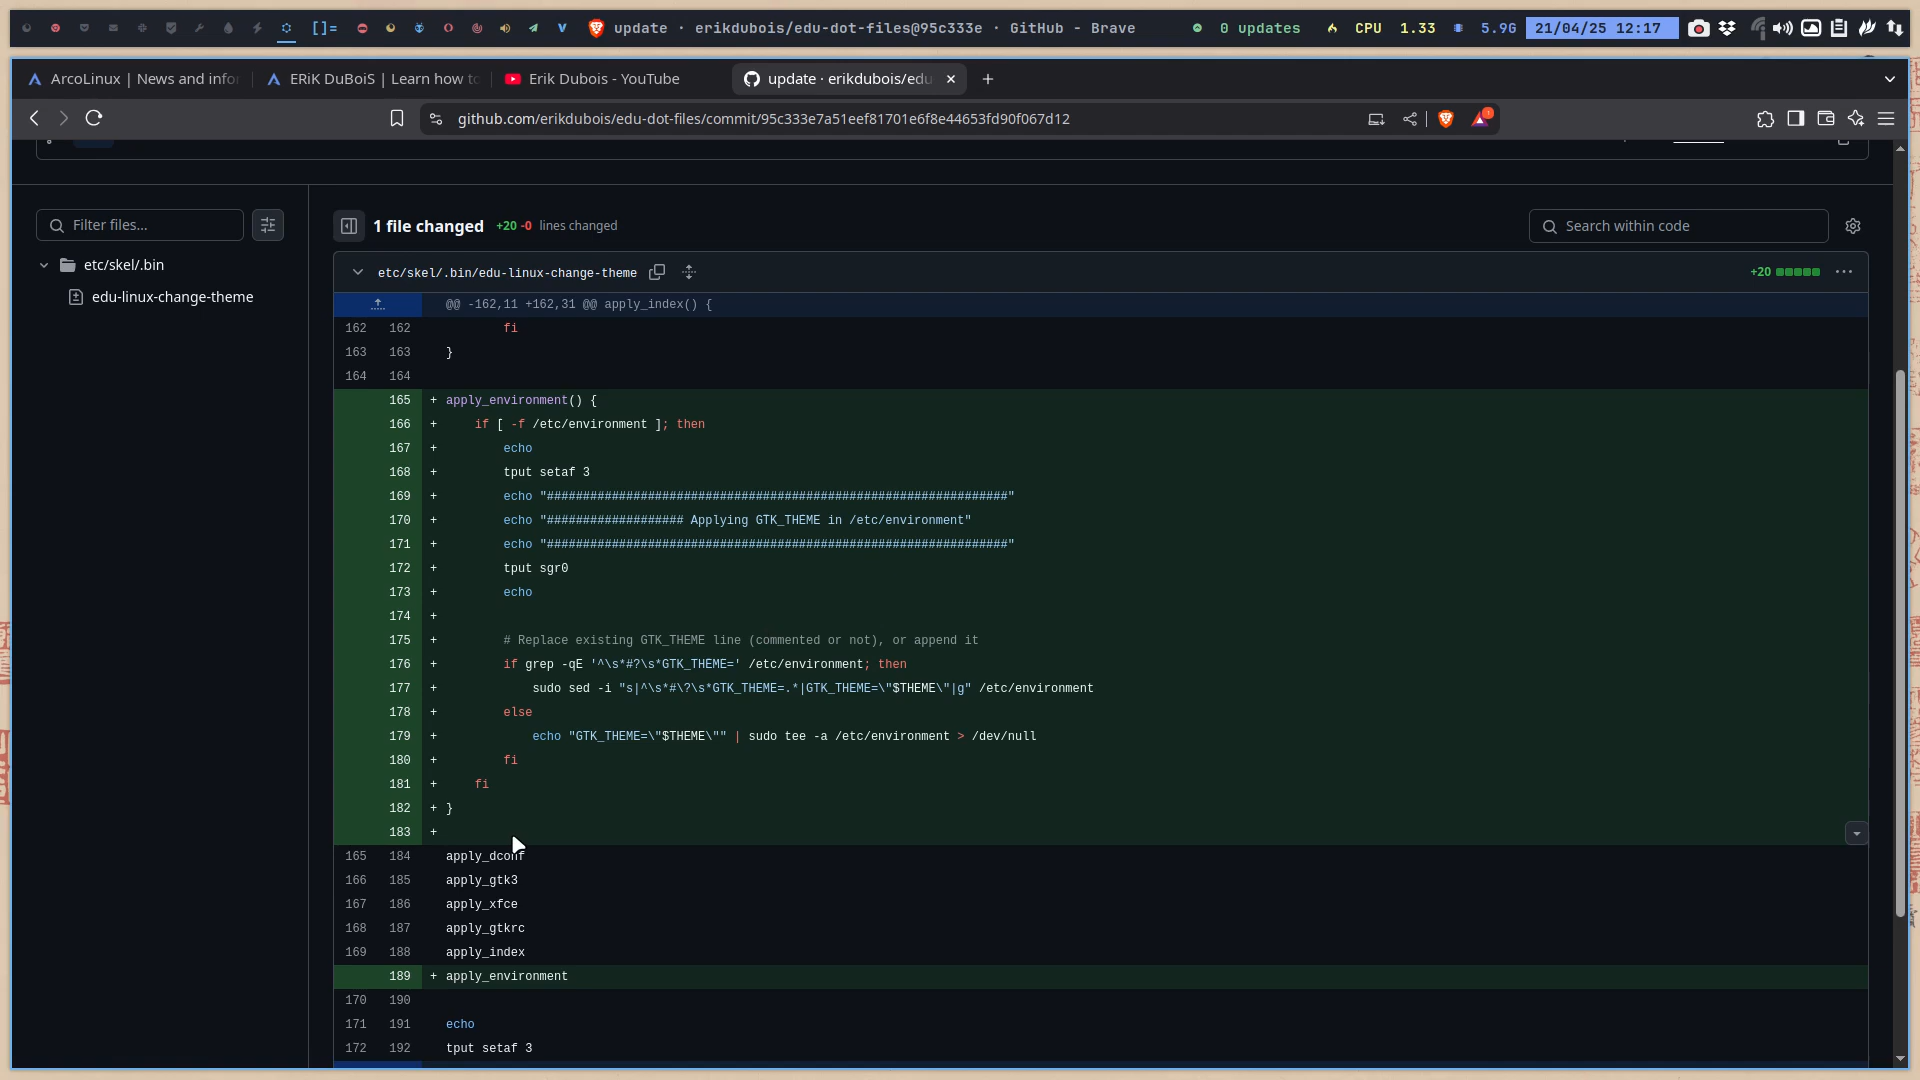 []=
update · erikdubois/edu-dot-files@95c333e · GitHub - Brave
0 updates
CPU 1.33
5.9G
21/04/25 12:17
ArcoLinux | News and infor
ERiK DuBoiS | Learn how to
Erik Dubois - YouTube
update · erikdubois/edu
github.com/erikdubois/edu-dot-files/commit/95c333e7a51eef81701e6f8e44653fd90f067d12
Filter files...
etc/skel/.bin
edu-linux-change-theme
1 file changed +20 -0 lines changed
Search within code
etc/skel/.bin/edu-linux-change-theme
+20
@@ -162,11 +162,31 @@ apply_index() {
162 162 fi
163 163 }
164 164
165 + apply_environment() {
166 + if [ -f /etc/environment ]; then
167 + echo
168 + tput setaf 3
169 + echo "################################################################"
170 + echo "################### Applying GTK_THEME in /etc/environment"
171 + echo "################################################################"
172 + tput sgr0
173 + echo
174 +
175 + # Replace existing GTK_THEME line (commented or not), or append it
176 + if grep -qE '^\s*#?\s*GTK_THEME=' /etc/environment; then
177 + sudo sed -i "s|^\s*#\?\s*GTK_THEME=.*|GTK_THEME=\"$THEME\"|g" /etc/environment
178 + else
179 + echo "GTK_THEME=\"$THEME\"" | sudo tee -a /etc/environment > /dev/null
180 + fi
181 + fi
182 + }
183 +
165 184 apply_dconf
166 185 apply_gtk3
167 186 apply_xfce
168 187 apply_gtkrc
169 188 apply_index
189 + apply_environment
170 190
171 191 echo
172 192 tput setaf 3